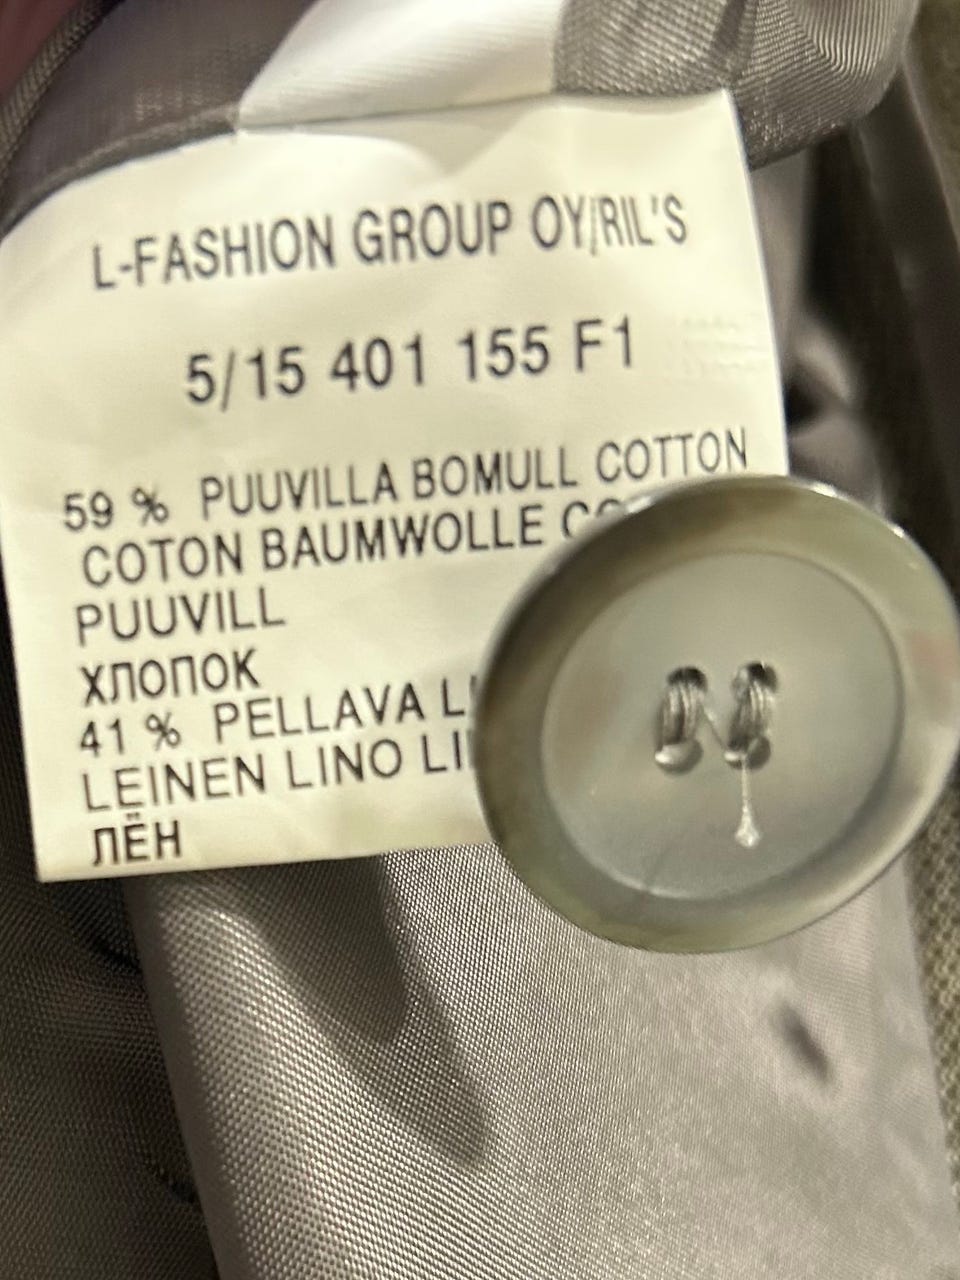 L-FASHION GROUP OY/RIL'S
5/15 401 155 F1
59 % PUUVILLA BOMULL COTTON
COTON BAUMWOLLE
PUUVILL
ХЛОПОК
41 % PELLAVA
LEINEN LINO
ЛЁН